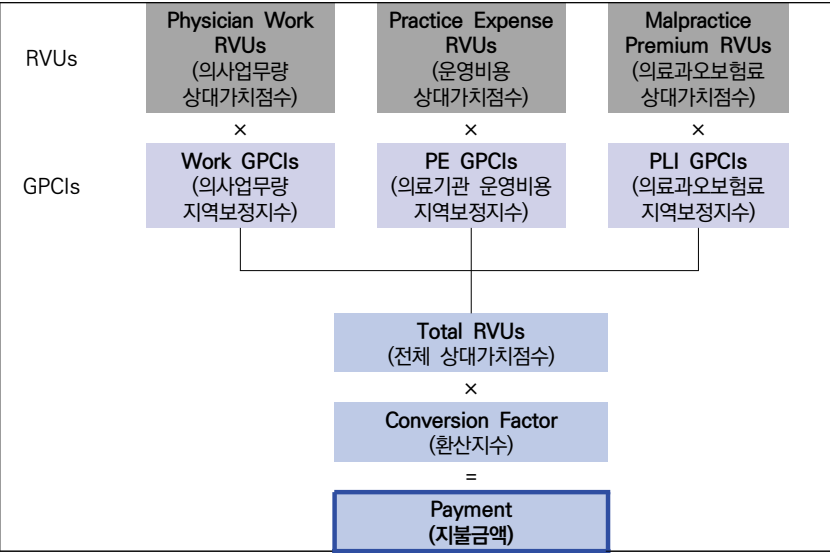 RVUs
Physician Work
RVUs
(의사업무량
상대가치점수)
Practice Expense
RVUs
(운영비용
상대가치점수)
Malpractice
Premium RVUs
(의료과오보험료
상대가치점수)
×
×
×
GPCIs
Work GPCIs
(의사업무량
지역보정지수)
PE GPCIs
(의료기관 운영비용
지역보정지수)
PLI GPCIs
(의료과오보험료
지역보정지수)
Total RVUs
(전체 상대가치점수)
×
Conversion Factor
(환산지수)
=
Payment
(지불금액)